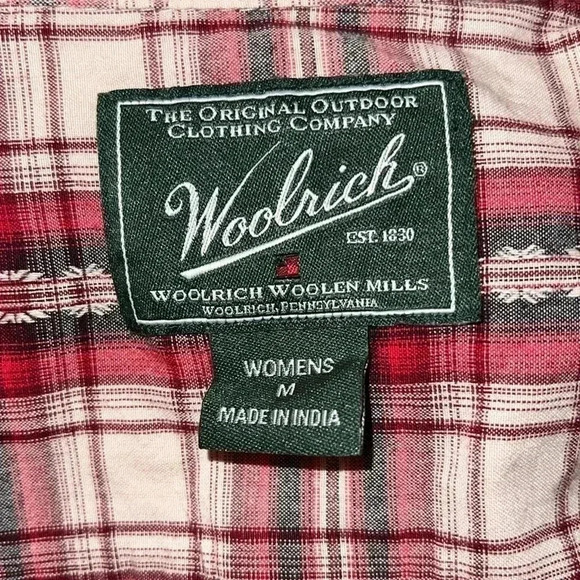 THE ORIGINAL OUTDOOR
CLOTHING COMPANY
Woolrich®
EST. 1830
WOOLRICH WOOLEN MILLS
WOOLRICH, PENNSYLVANIA
WOMENS
M
MADE IN INDIA